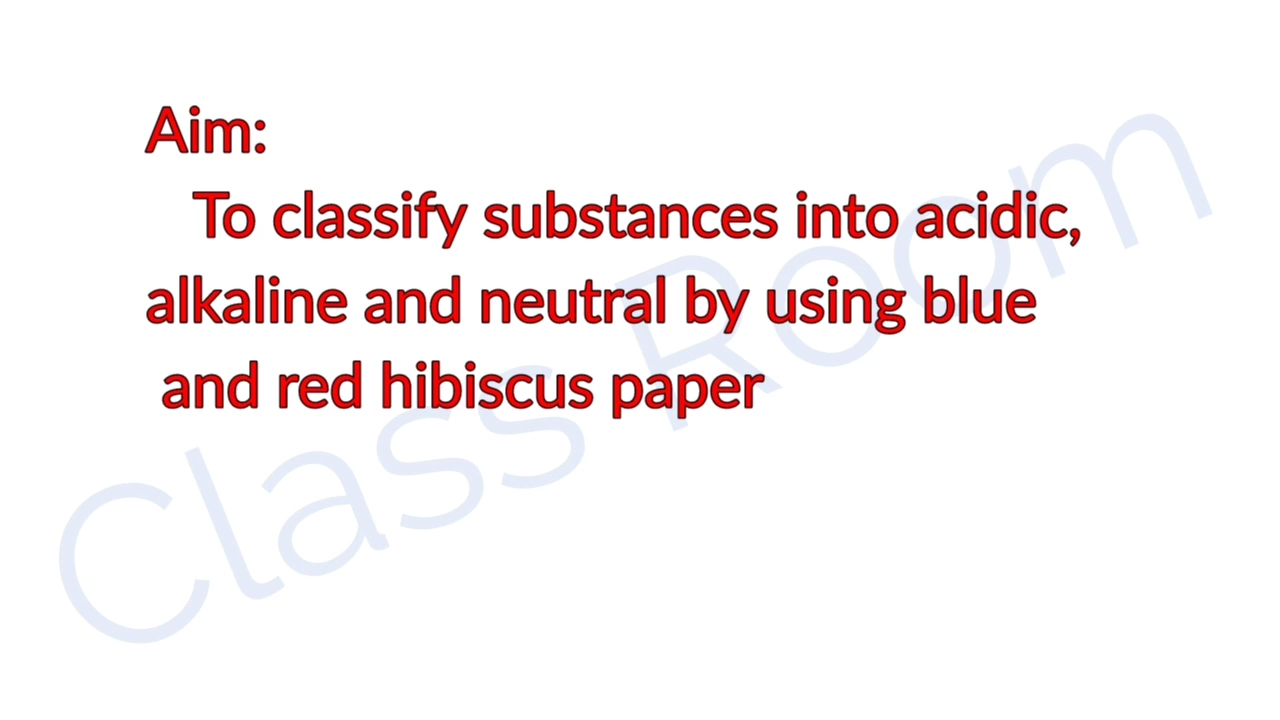 Aim:
To classify substances into acidic,
alkaline and neutral by using blue
and red hibiscus paper
Class Room